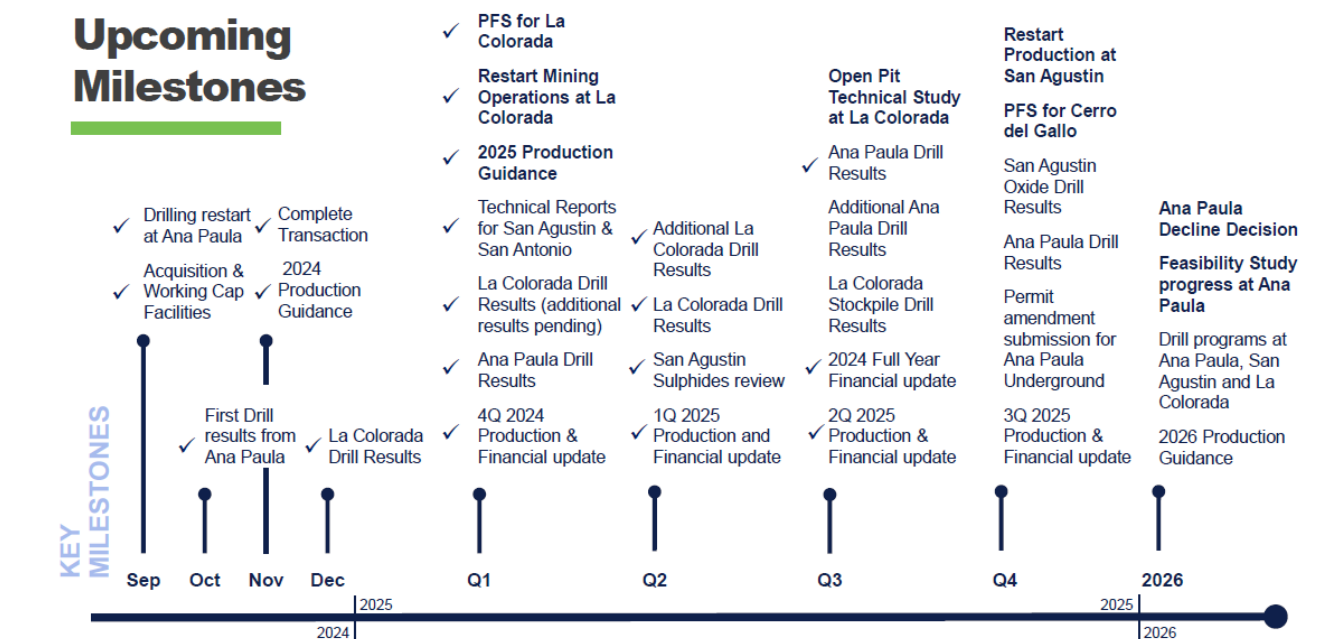 Upcoming
Milestones
KEY
MILESTONES
✓ Drilling restart
at Ana Paula
✓ Acquisition &
Working Cap
Facilities
Sep
✓ First Drill
results from
Ana Paula
Oct
✓ Complete
Transaction
✓ 2024
Production
Guidance
Nov
✓ La Colorada
Drill Results
Dec
✓ PFS for La
Colorada
✓ Restart Mining
Operations at La
Colorada
✓ 2025 Production
Guidance
✓ Technical Reports
for San Agustin &
San Antonio
✓ La Colorada Drill
Results (additional
results pending)
✓ Ana Paula Drill
Results
✓ 4Q 2024
Production &
Financial update
Q1
✓ Additional La
Colorada Drill
Results
✓ La Colorada Drill
Results
✓ San Agustin
Sulphides review
✓ 1Q 2025
Production and
Financial update
Q2
Open Pit
Technical Study
at La Colorada
✓ Ana Paula Drill
Results
Additional Ana
Paula Drill
Results
La Colorada
Stockpile Drill
Results
✓ 2024 Full Year
Financial update
✓ 2Q 2025
Production &
Financial update
Q3
Restart
Production at
San Agustin
PFS for Cerro
del Gallo
San Agustin
Oxide Drill
Results
Ana Paula Drill
Results
Permit
amendment
submission for
Ana Paula
Underground
3Q 2025
Production &
Financial update
Q4
Ana Paula
Decline Decision
Feasibility Study
progress at Ana
Paula
Drill programs at
Ana Paula, San
Agustin and La
Colorada
2026 Production
Guidance
2026
2025
2024
2025
2026